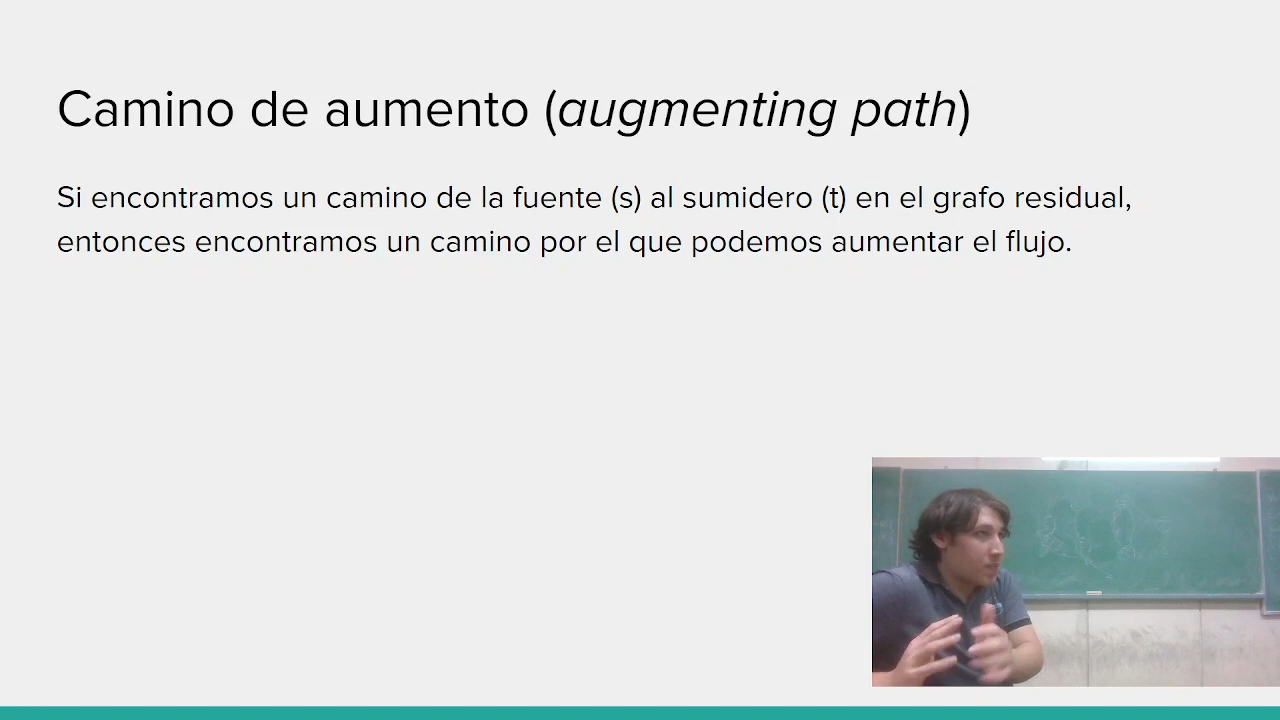 Camino de aumento (augmenting path)
Si encontramos un camino de la fuente (s) al sumidero (t) en el grafo residual,
entonces encontramos un camino por el que podemos aumentar el flujo.